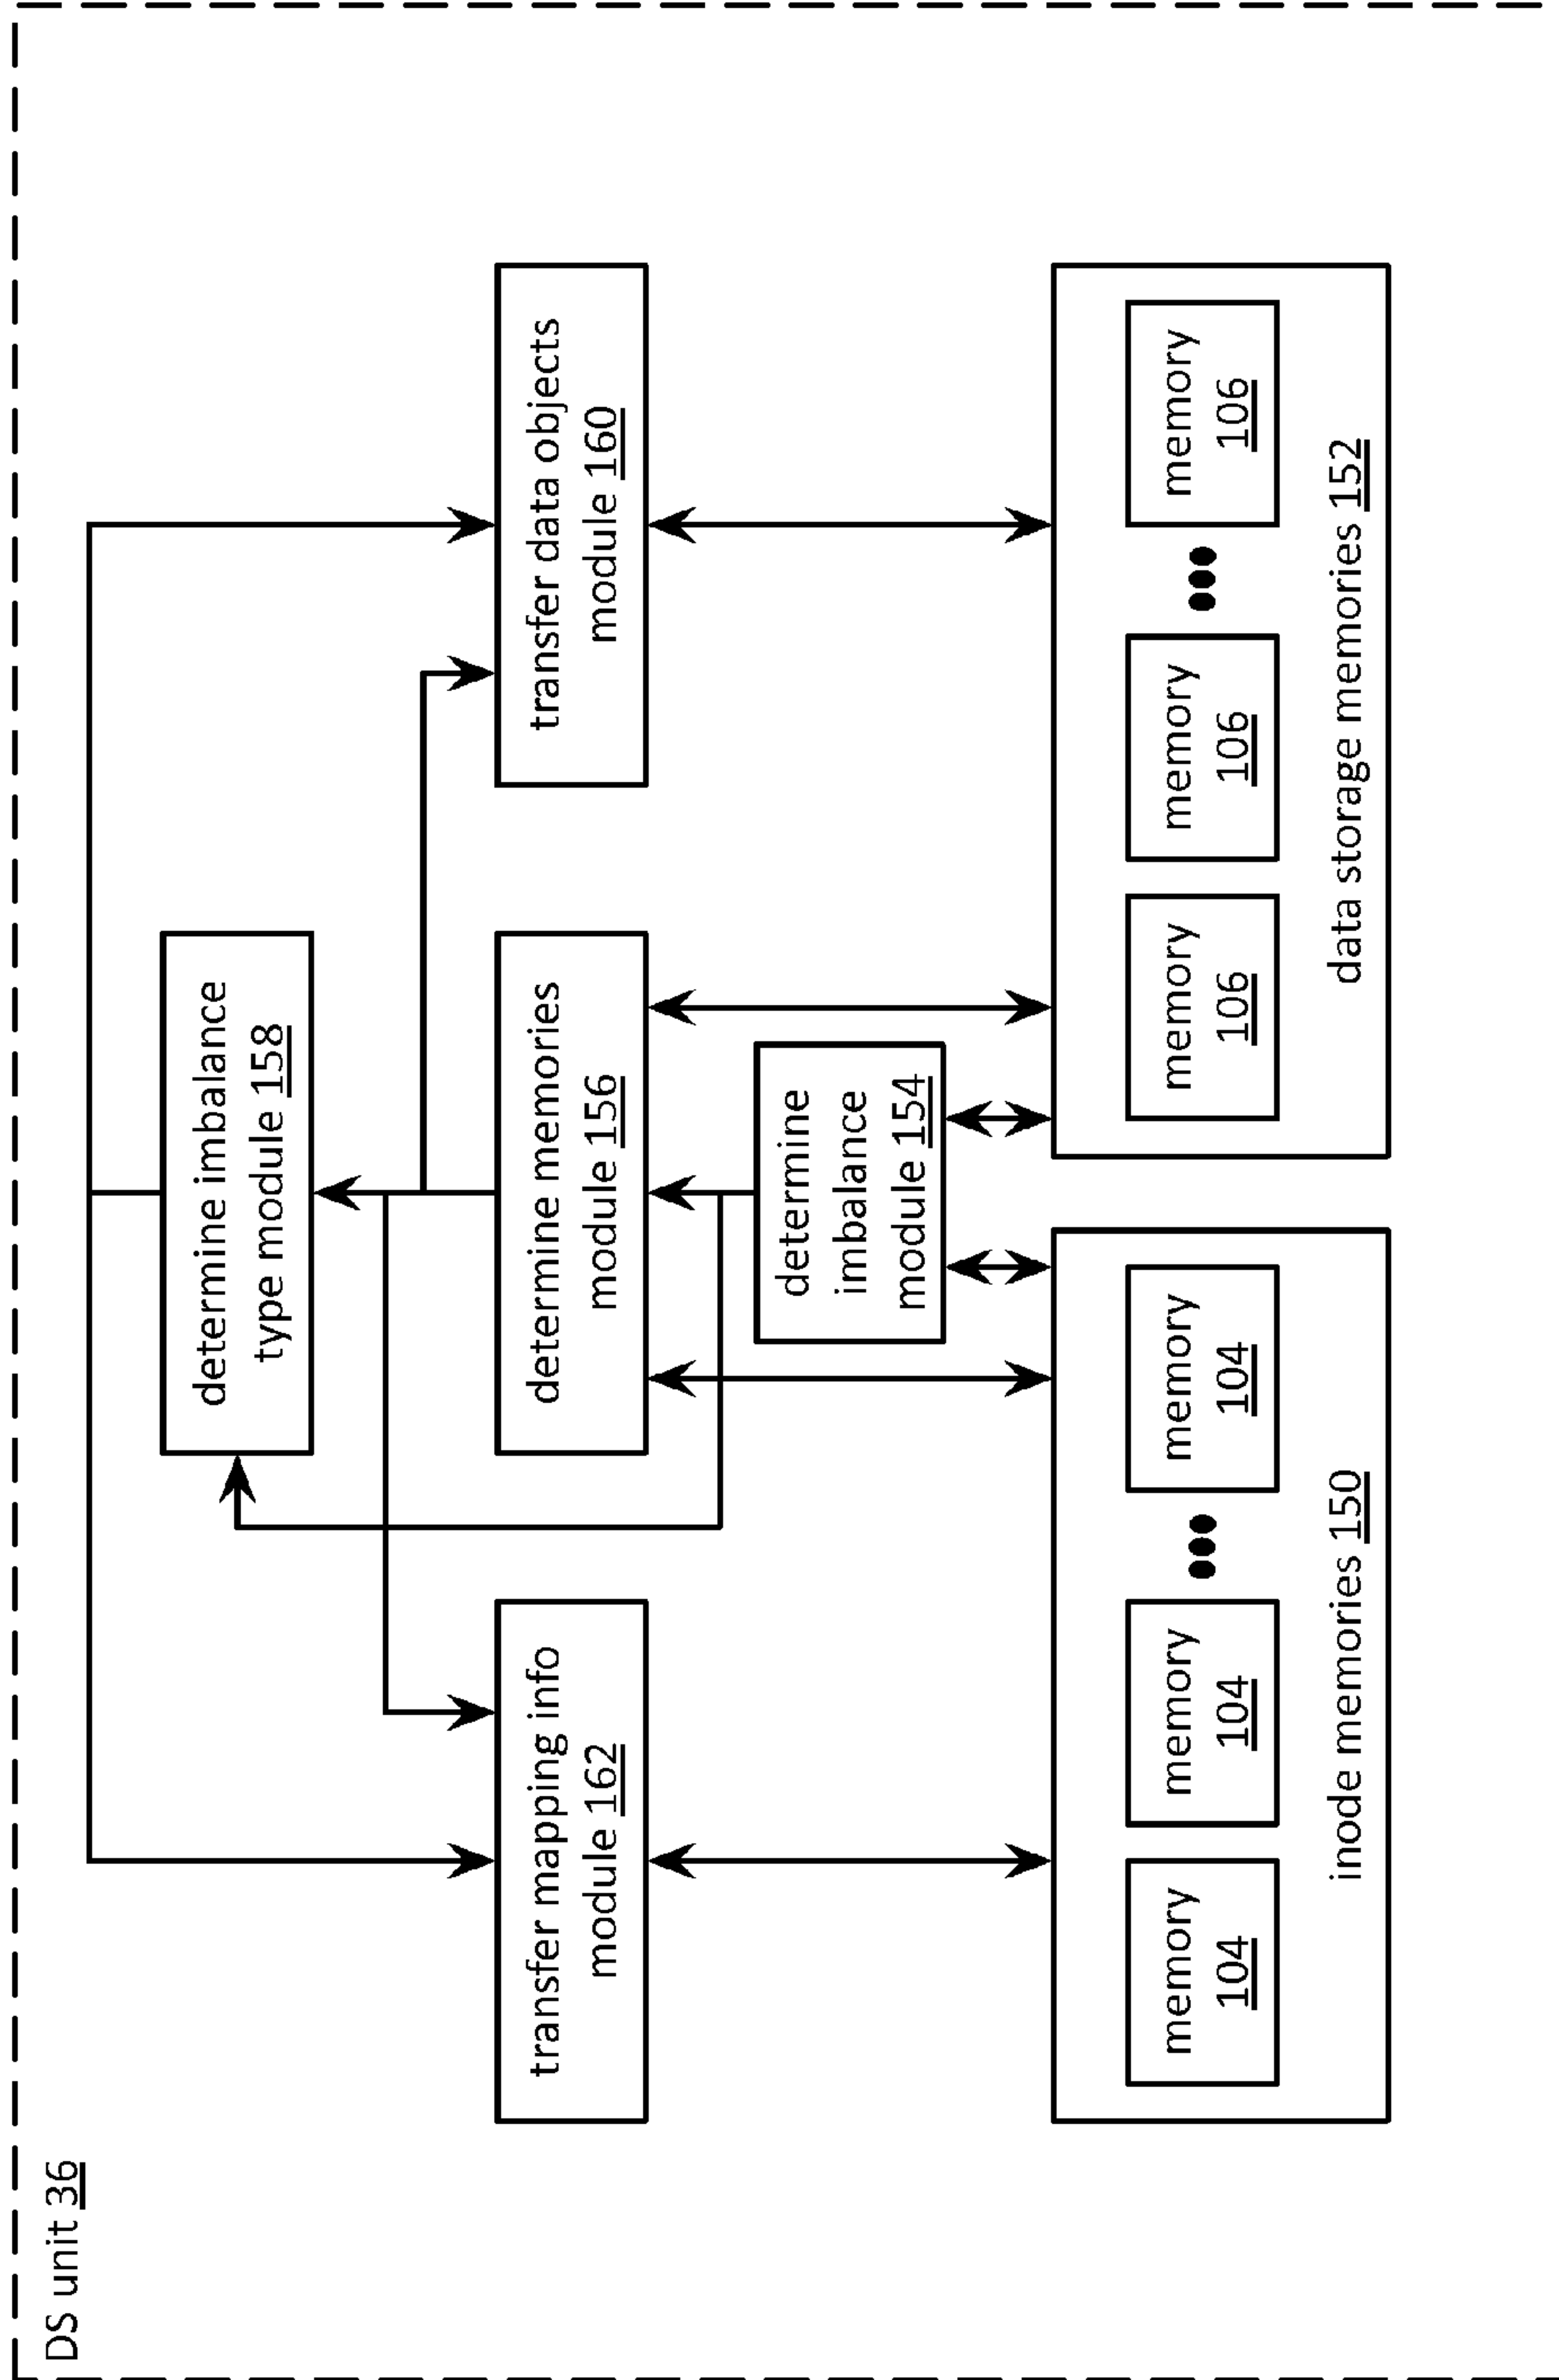 DS unit 36
determine imbalance
type module 158
transfer mapping info
module 162
determine memories
module 156
transfer data objects
module 160
determine
imbalance
module 154
memory
104
memory
104
memory
104
inode memories 150
memory
106
memory
106
memory
106
data storage memories 152